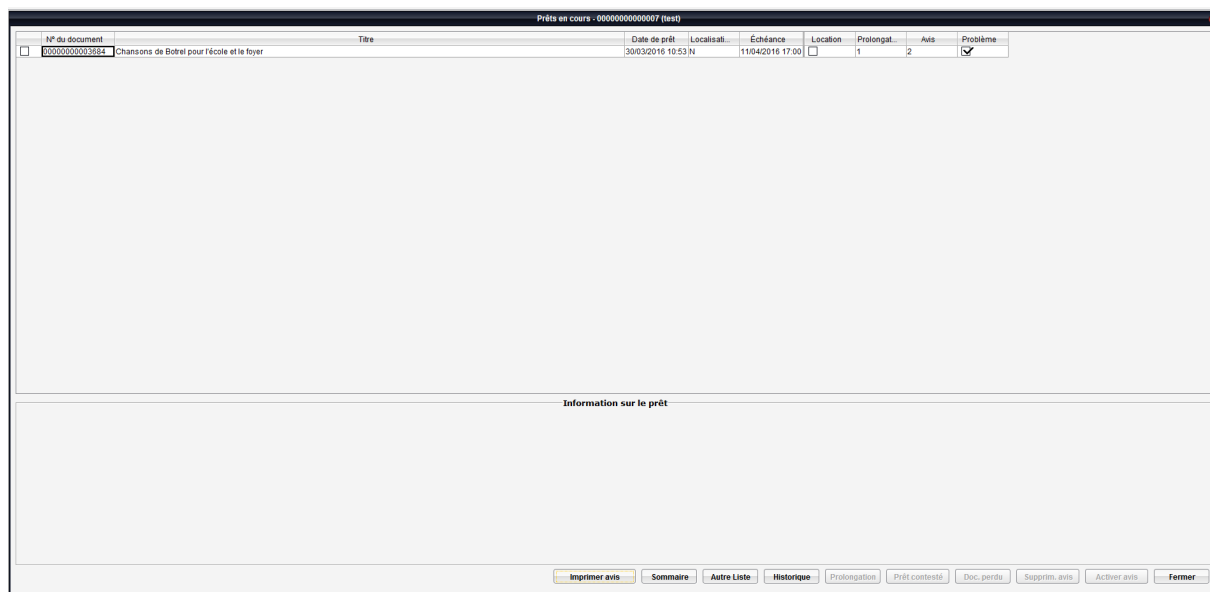 Prêts en cours - 00000000000007 (test)
N° du document Titre Date de prêt Localisati... Échéance Location Prolongat... Avis Problème
00000000003684 Chansons de Botrel pour l'école et le foyer 30/03/2016 10:53 N 11/04/2016 17:00 1 2
Information sur le prêt
Imprimer avis Sommaire Autre Liste Historique Prolongation Prêt contesté Doc. perdu Supprim. avis Activer avis Fermer